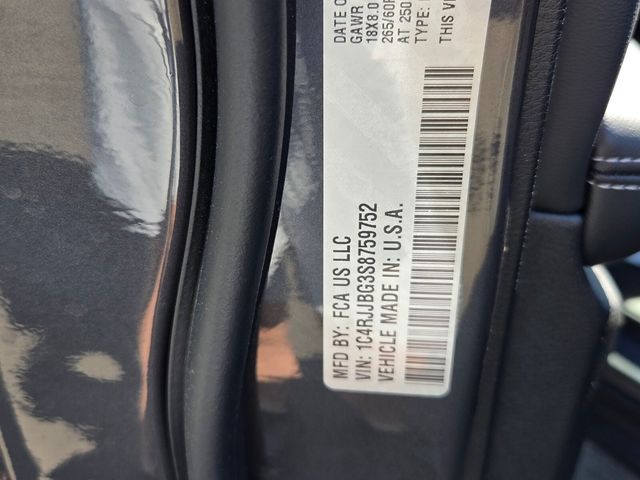 MFD BY: FCA US LLC
VIN: 1C4RJJBG3S8759752
VEHICLE MADE IN: U.S.A.
DATE O
GAWR
18X8.0
265/60R
AT 250
TYPE:
THIS V